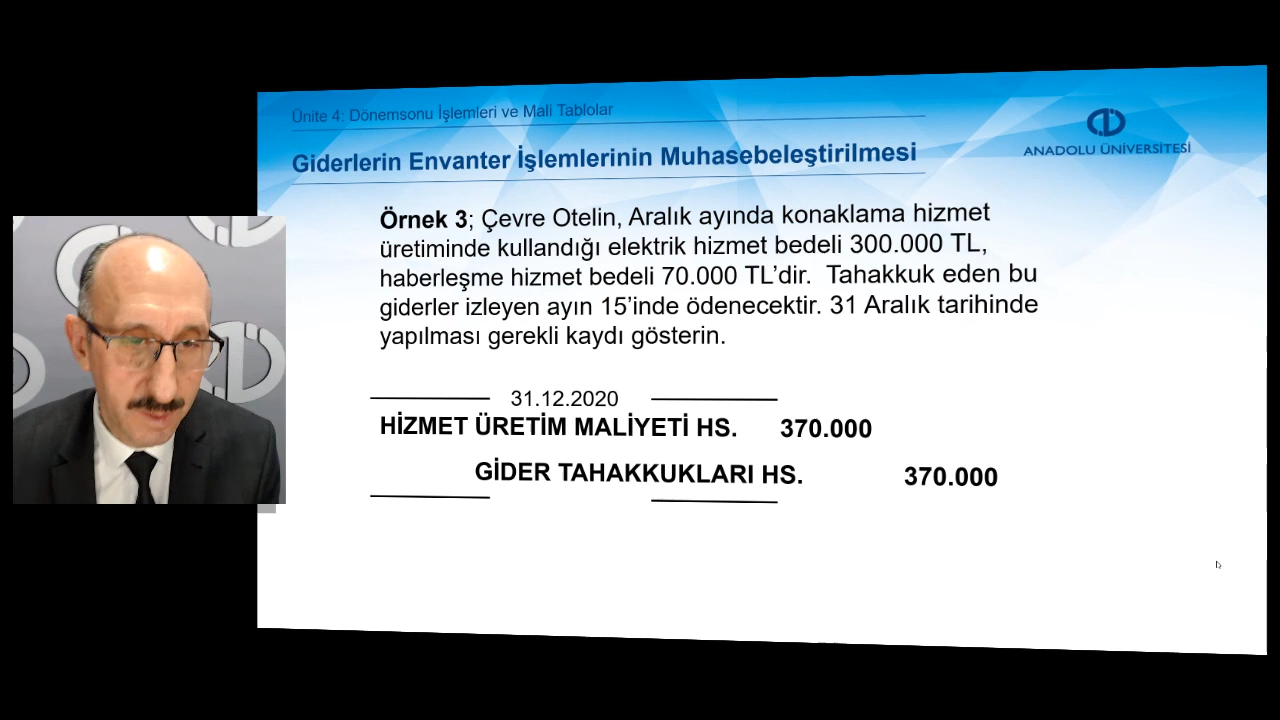 Ünite 4: Dönemsonu İşlemleri ve Mali Tablolar
Giderlerin Envanter İşlemlerinin Muhasebeleştirilmesi
ANADOLU ÜNİVERSİTESİ
Örnek 3; Çevre Otelin, Aralık ayında konaklama hizmet
üretiminde kullandığı elektrik hizmet bedeli 300.000 TL,
haberleşme hizmet bedeli 70.000 TL’dir. Tahakkuk eden bu
giderler izleyen ayın 15’inde ödenecektir. 31 Aralık tarihinde
yapılması gerekli kaydı gösterin.
31.12.2020
HİZMET ÜRETİM MALİYETİ HS. 370.000
GİDER TAHAKKUKLARI HS. 370.000